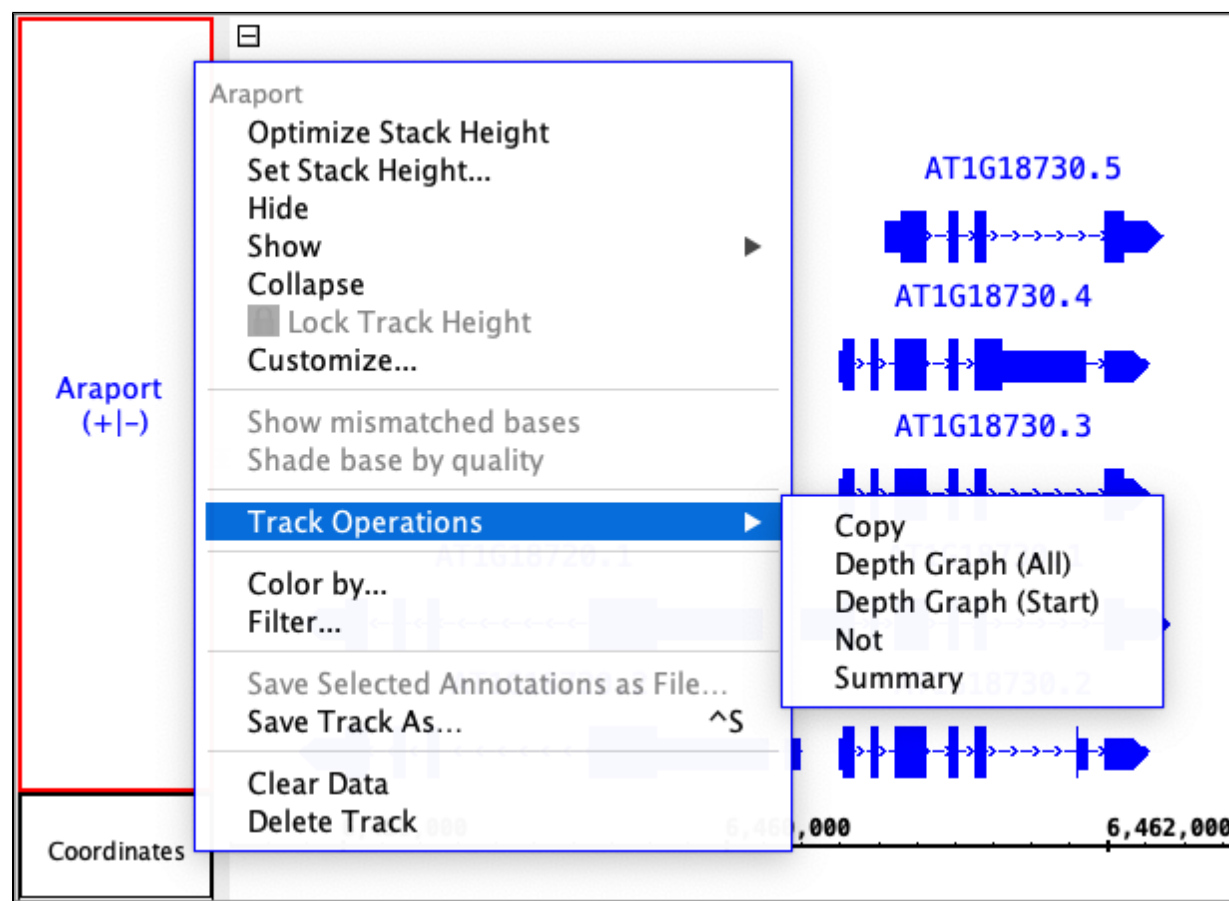 Araport
Optimize Stack Height
Set Stack Height...
Hide
Show
Collapse
Lock Track Height
Customize...
Show mismatched bases
Shade base by quality
Track Operations
Color by...
Filter...
Save Selected Annotations as File...
Save Track As... ^S
Clear Data
Delete Track
Copy
Depth Graph (All)
Depth Graph (Start)
Not
Summary
Araport
(+|-)
AT1G18730.5
AT1G18730.4
AT1G18730.3
AT1G18720.1
18730.2
Coordinates
6,460,000
6,462,000